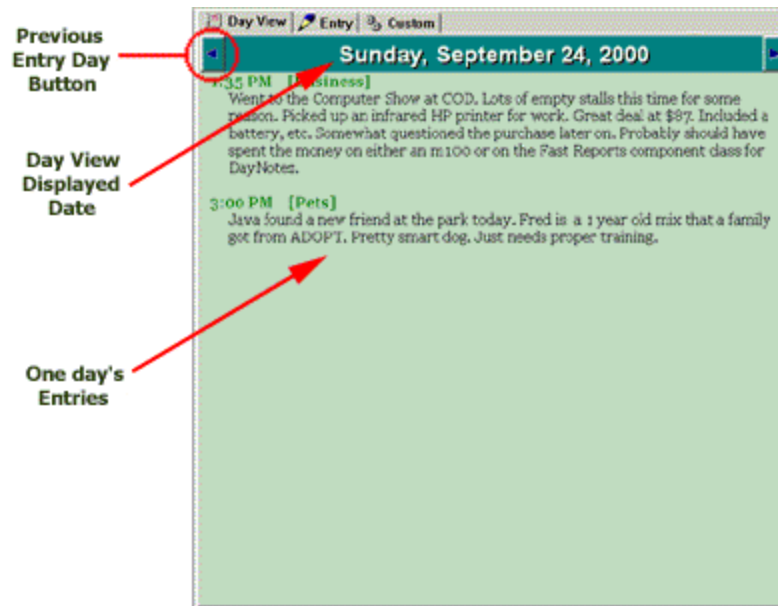 Day View Entry Custom
Previous
Entry Day
Button
Sunday, September 24, 2000
1:35 PM [Business]
Went to the Computer Show at COD. Lots of empty stalls this time for some
reason. Picked up an infrared HP printer for work. Great deal at $87. Included a
battery, etc. Somewhat questioned the purchase later on. Probably should have
spent the money on either an m100 or on the Fast Reports component class for
DayNotes.
Day View
Displayed
Date
3:00 PM [Pets]
Java found a new friend at the park today. Fred is a 1 year old mix that a family
got from ADOPT. Pretty smart dog. Just needs proper training.
One day's
Entries